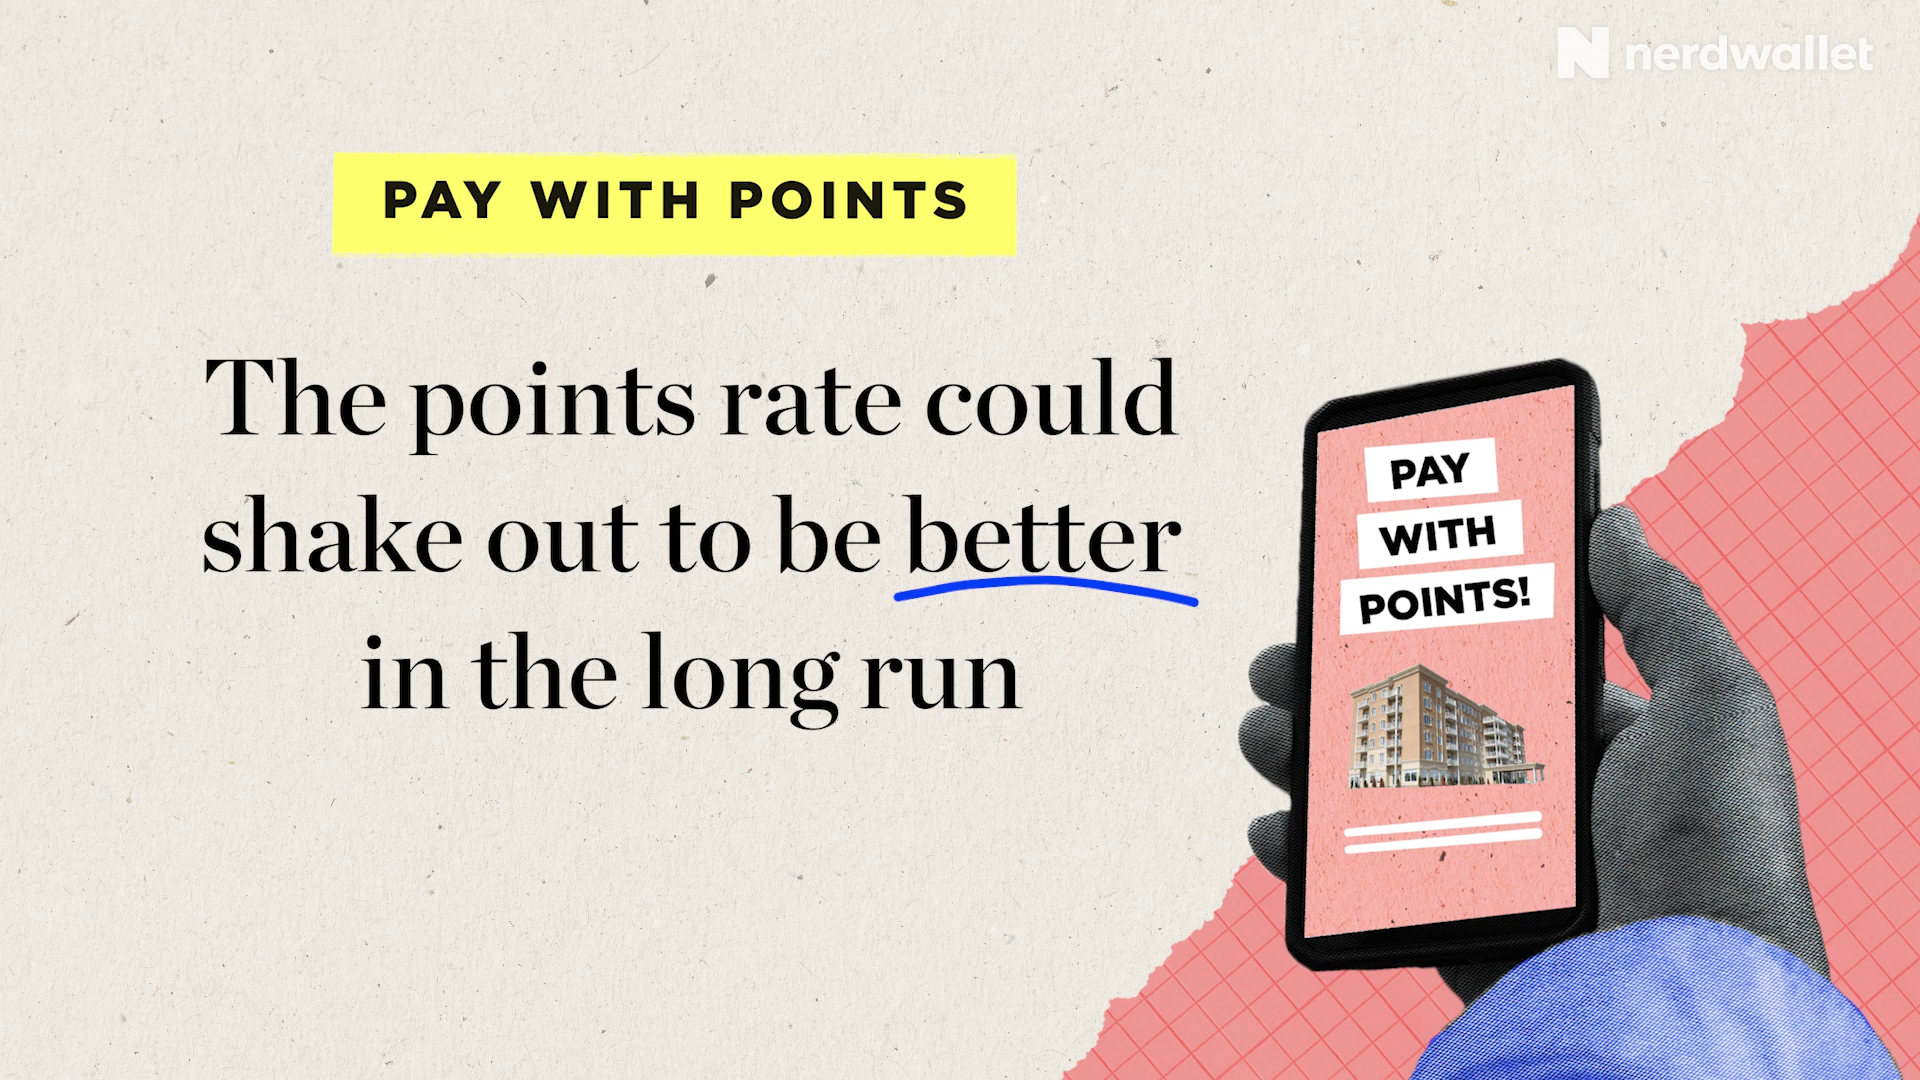 nerdwallet
PAY WITH POINTS
The points rate could
shake out to be better
in the long run
PAY
WITH
POINTS!